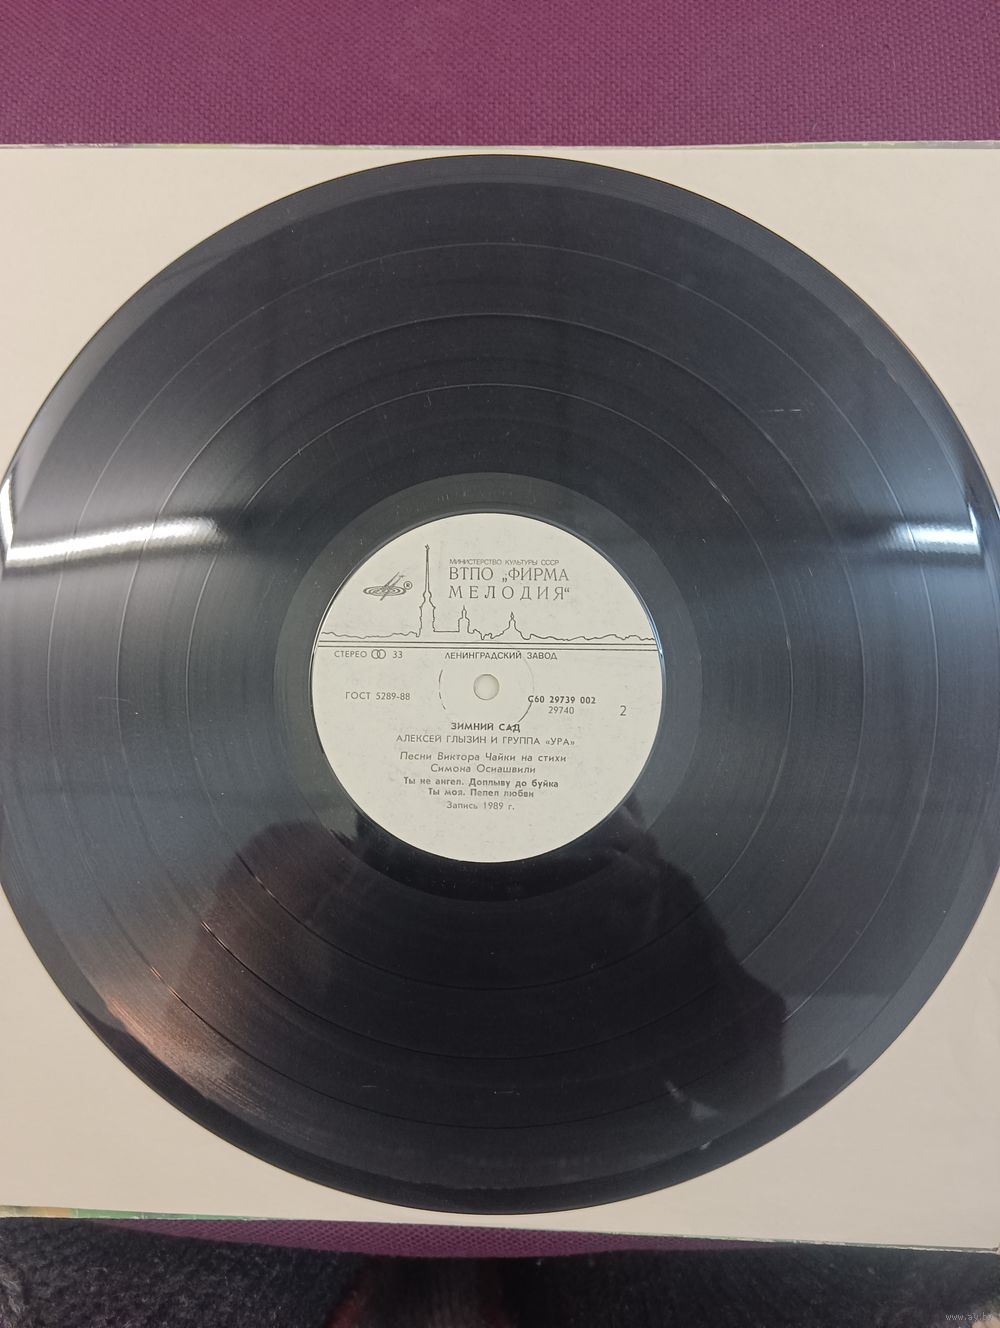 МИНИСТЕРСТВО КУЛЬТУРЫ СССР
ВТПО „ФИРМА
МЕЛОДИЯ“
®
СТЕРЕО 33 ЛЕНИНГРАДСКИЙ ЗАВОД
ГОСТ 5289-88
С60 29739 002
29740
2
ЗИМНИЙ САД
АЛЕКСЕЙ ГЛЫЗИН И ГРУППА «УРА»
Песни Виктора Чайки на стихи
Симона Осиашвили
Ты не ангел. Доплыву до буйка
Ты моя. Пепел любви
Запись 1989 г.